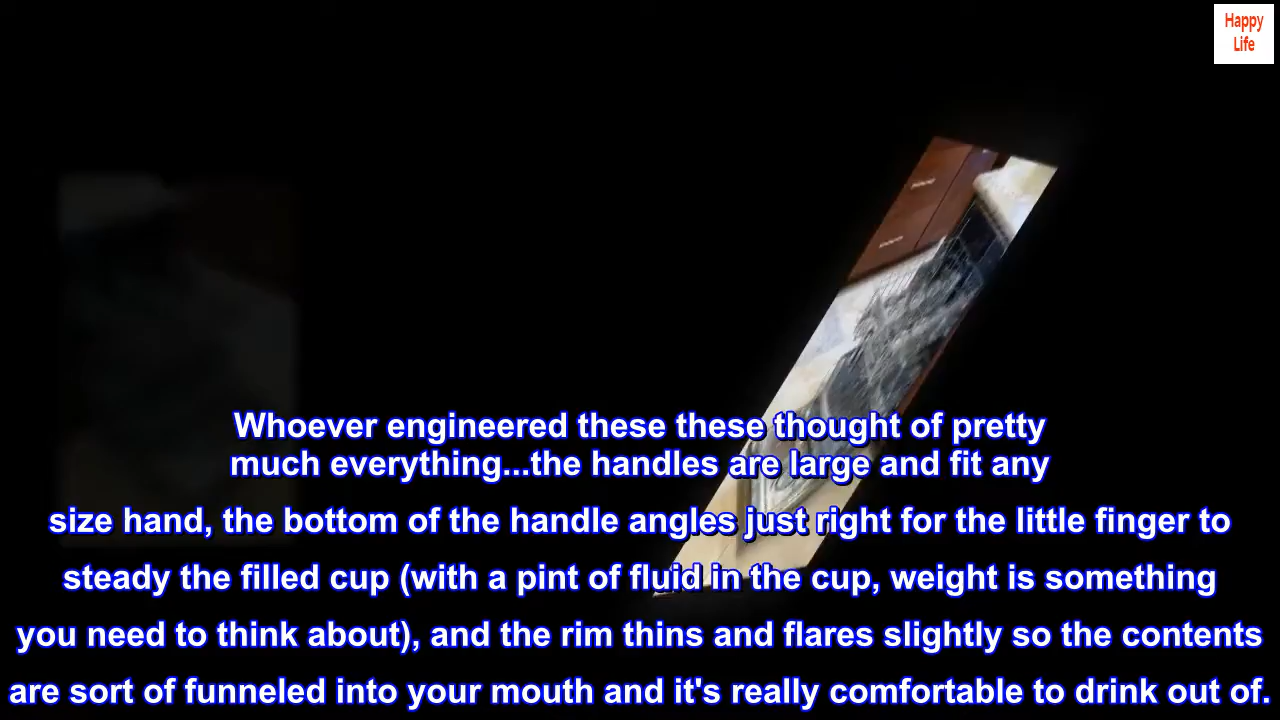 Happy
Life
Whoever engineered these these thought of pretty
much everything...the handles are large and fit any
size hand, the bottom of the handle angles just right for the little finger to
steady the filled cup (with a pint of fluid in the cup, weight is something
you need to think about), and the rim thins and flares slightly so the contents
are sort of funneled into your mouth and it's really comfortable to drink out of.